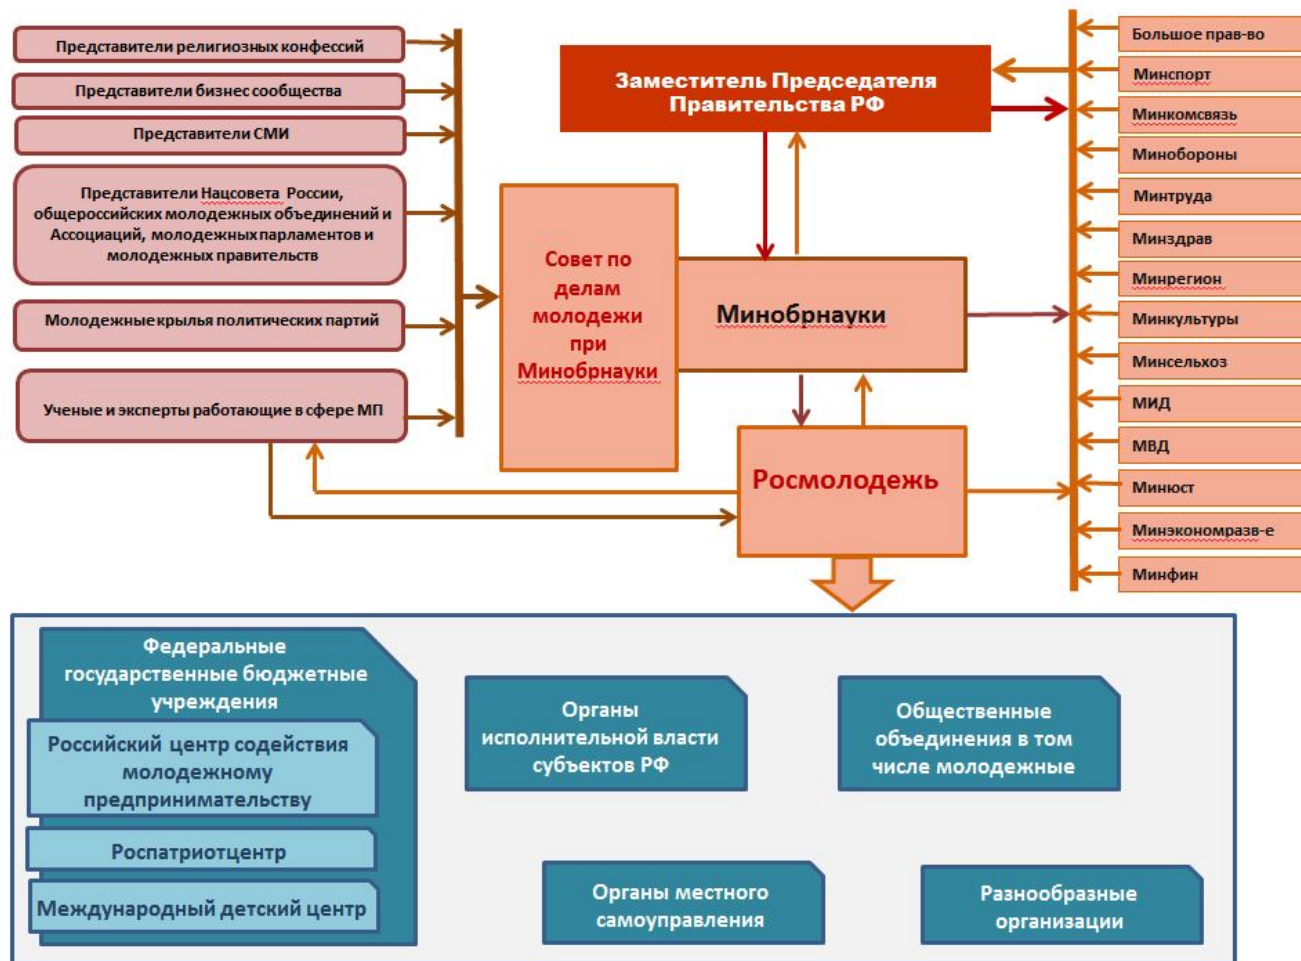 Представители религиозных конфессий
Представители бизнес сообщества
Представители СМИ
Представители Нацсовета России,
общероссийских молодежных объединений и
Ассоциаций, молодежных парламентов и
молодежных правительств
Молодежные крылья политических партий
Ученые и эксперты работающие в сфере МП
Совет по
делам
молодежи
при
Минобрнауки
Заместитель Председателя
Правительства РФ
Минобрнауки
Росмолодежь
Большое прав-во
Минспорт
Минкомсвязь
Минобороны
Минтруда
Минздрав
Минрегион
Минкультуры
Минсельхоз
МИД
МВД
Минюст
Минэкономразв-е
Минфин
Федеральные
государственные бюджетные
учреждения
Российский центр содействия
молодежному
предпринимательству
Роспатриотцентр
Международный детский центр
Органы
исполнительной власти
субъектов РФ
Общественные
объединения в том
числе молодежные
Органы местного
самоуправления
Разнообразные
организации